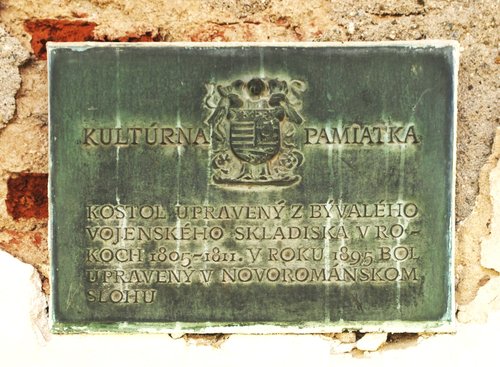 KULTÚRNA PAMIATKA
KOSTOL UPRAVENÝ Z BÝVALÉHO
VOJENSKÉHO SKLADISKA V RO-
KOCH 1805-1811. V ROKU 1895 BOL
UPRAVENÝ V NOVOROMÁNSKOM
SLOHU